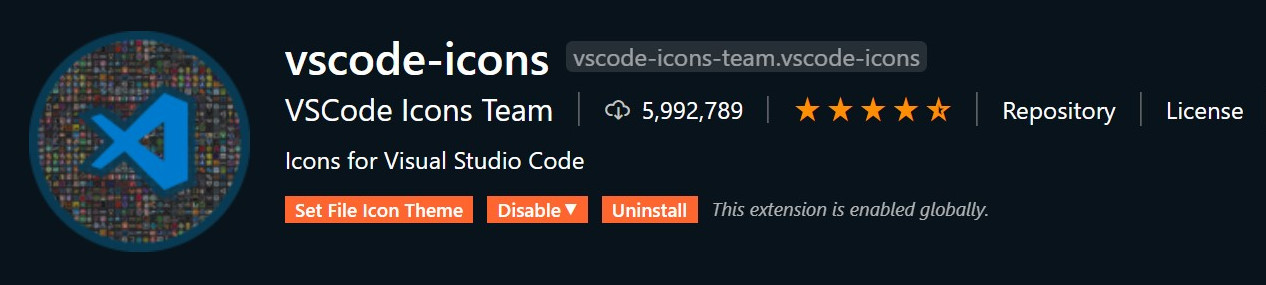 vscode-icons vscode-icons-team.vscode-icons
VSCode Icons Team 5,992,789 Repository License
Icons for Visual Studio Code
Set File Icon Theme Disable▼ Uninstall This extension is enabled globally.